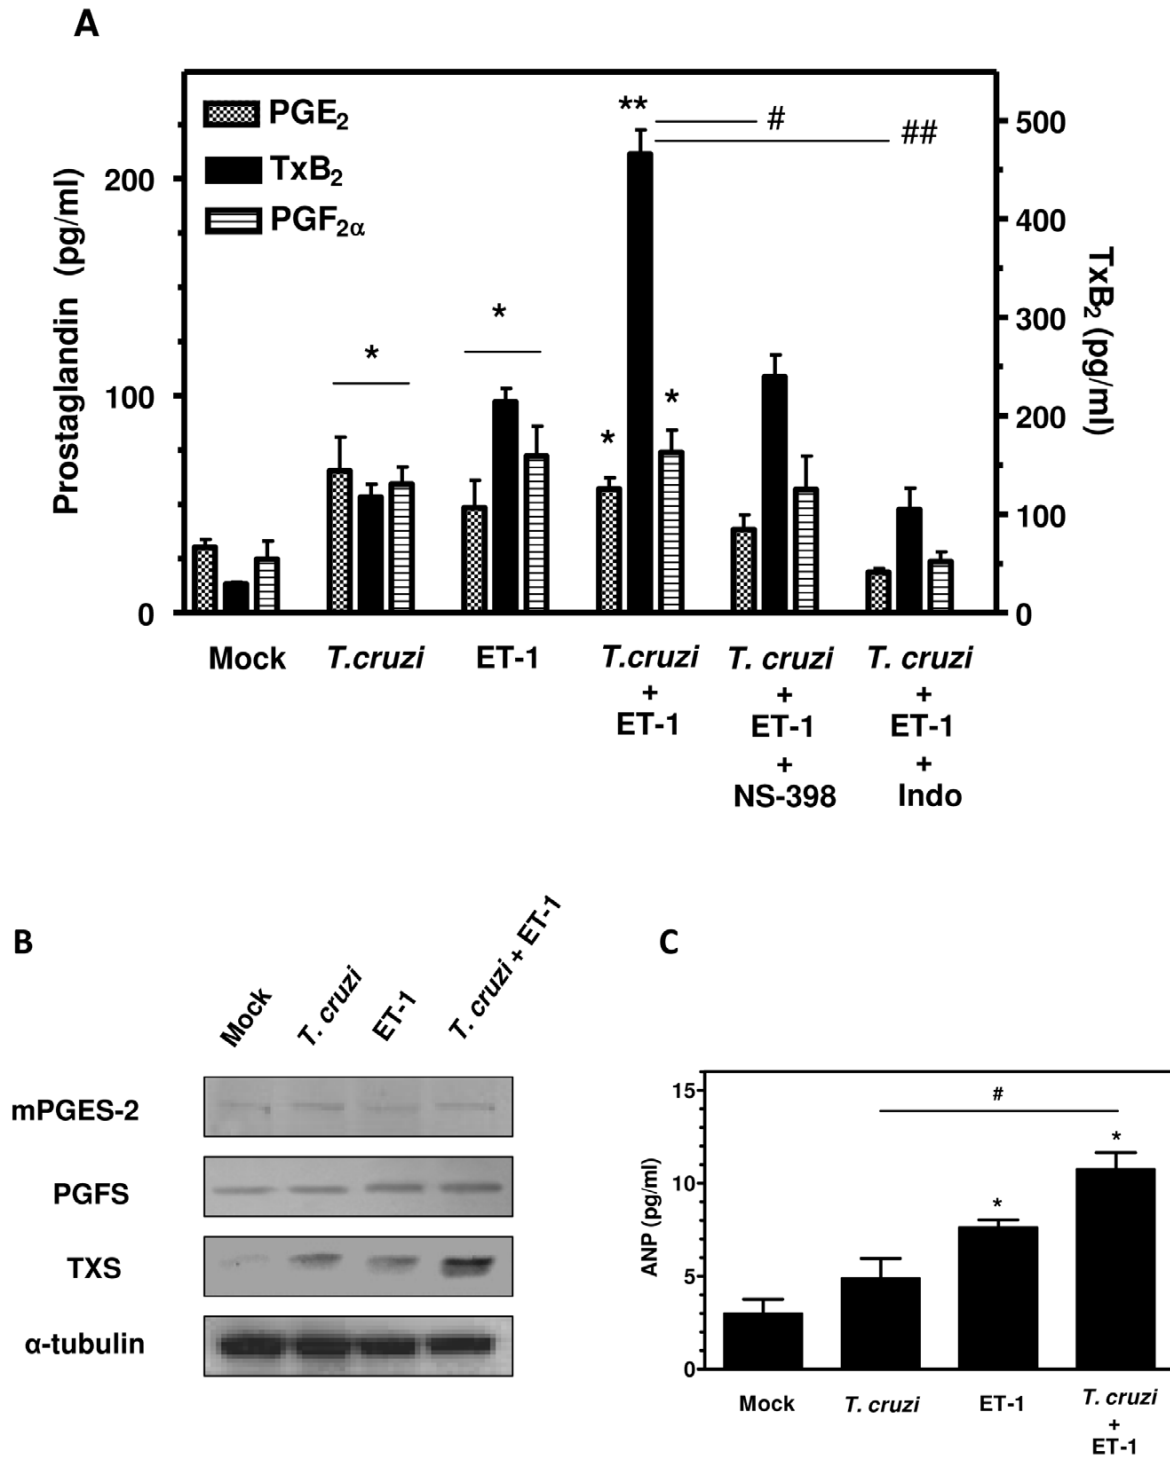 A
PGE2
TxB2
PGF2α
**
#
##
*
*
*
*
Prostaglandin (pg/ml)
200
100
0
500
400
300
200
100
0
TxB2 (pg/ml)
Mock
T.cruzi
ET-1
T.cruzi
+
ET-1
T. cruzi
+
ET-1
+
NS-398
T. cruzi
+
ET-1
+
Indo
B
Mock
T. cruzi
ET-1
T. cruzi + ET-1
mPGES-2
PGFS
TXS
α-tubulin
C
ANP (pg/ml)
15
10
5
0
#
*
*
Mock
T. cruzi
ET-1
T. cruzi
+
ET-1